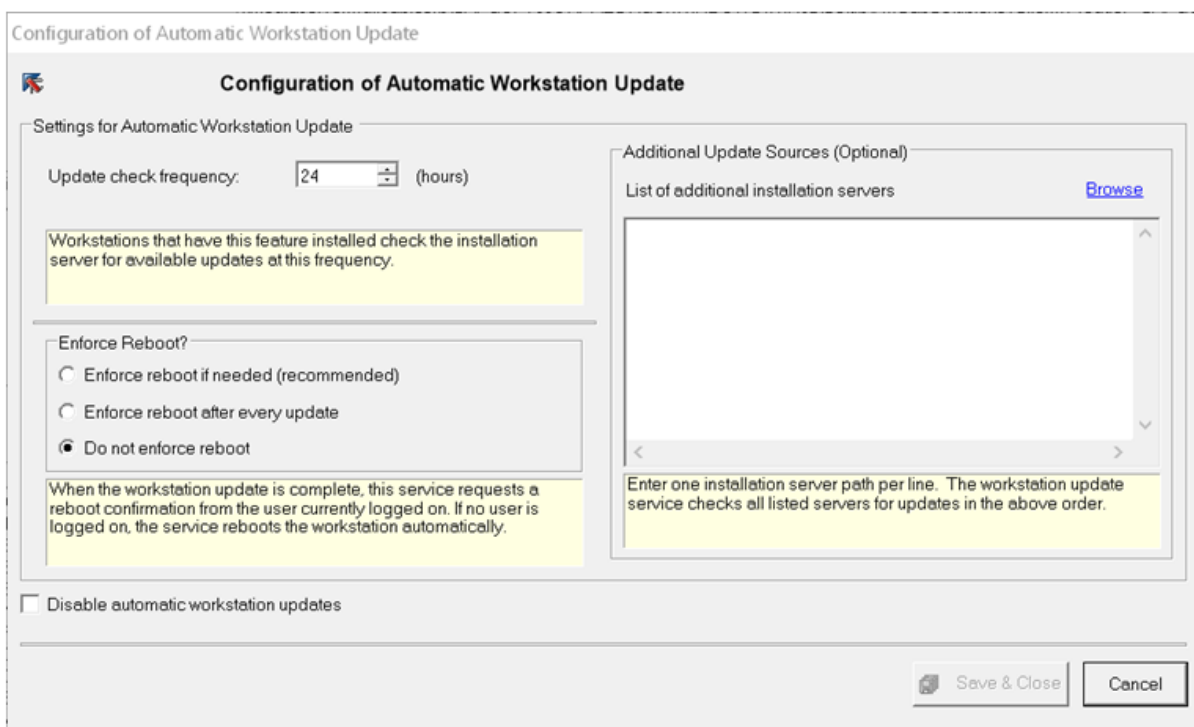 Configuration of Automatic Workstation Update
Configuration of Automatic Workstation Update
Settings for Automatic Workstation Update
Update check frequency: 24 (hours)
Workstations that have this feature installed check the installation
server for available updates at this frequency.
Enforce Reboot?
Enforce reboot if needed (recommended)
Enforce reboot after every update
Do not enforce reboot
When the workstation update is complete, this service requests a
reboot confirmation from the user currently logged on. If no user is
logged on, the service reboots the workstation automatically.
Additional Update Sources (Optional)
List of additional installation servers Browse
Enter one installation server path per line. The workstation update
service checks all listed servers for updates in the above order.
Disable automatic workstation updates
Save & Close Cancel